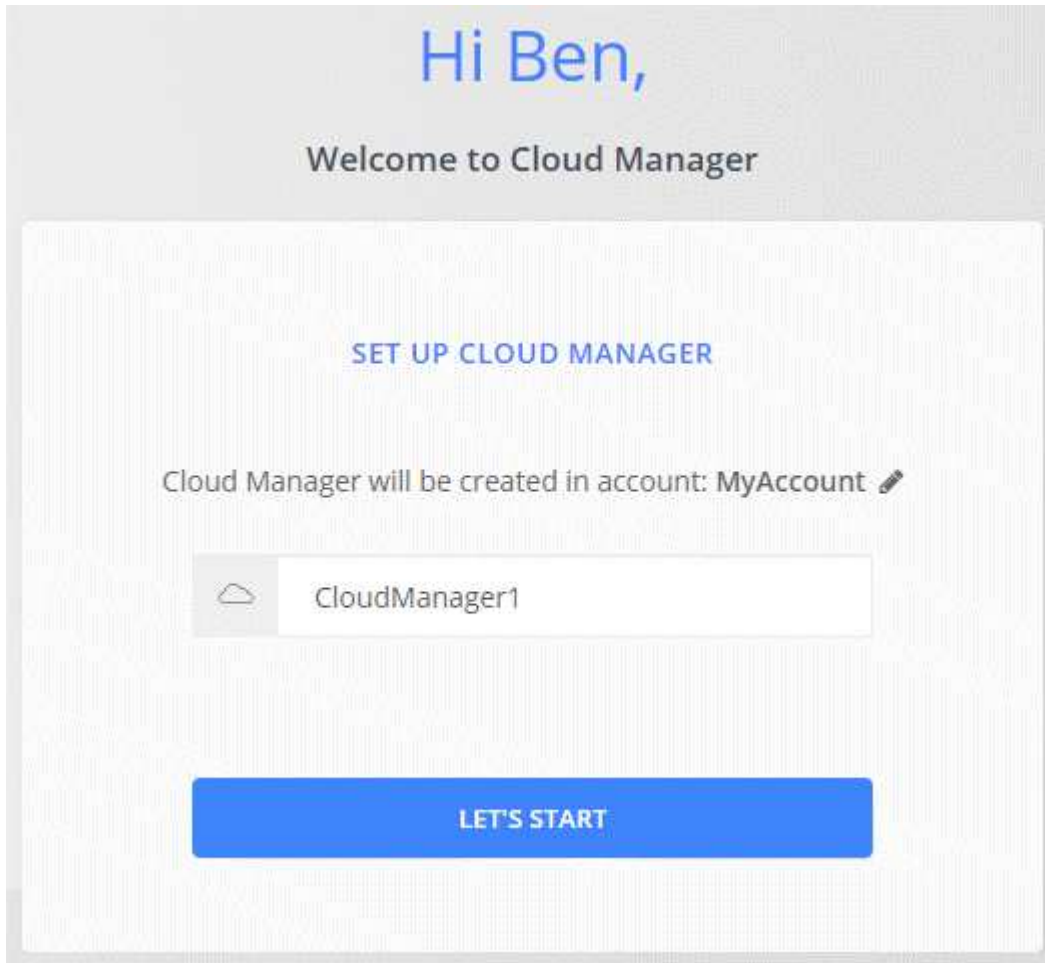 Hi Ben,
Welcome to Cloud Manager
SET UP CLOUD MANAGER
Cloud Manager will be created in account: MyAccount
CloudManager1
LET'S START